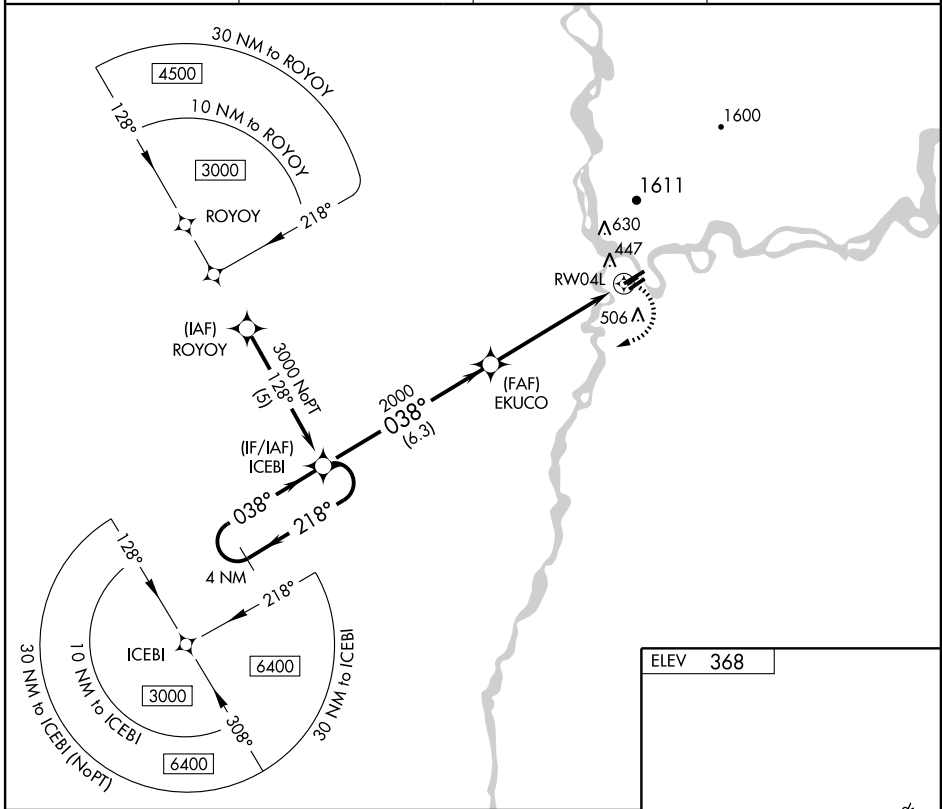 30 NM to ROYOY
4500
10 NM to ROYOY
128°
3000
ROYOY
218°
1600
1611
630
447
RW04L
506
(IAF)
ROYOY
3000 NoPT
128°
(5)
(FAF)
EKUCO
2000
038°
(6.3)
(IF/IAF)
ICEBI
038°
218°
4 NM
128°
218°
ICEBI
6400
3000
308°
10 NM to ICEBI
30 NM to ICEBI
30 NM to ICEBI (NoPT)
6400
ELEV 368